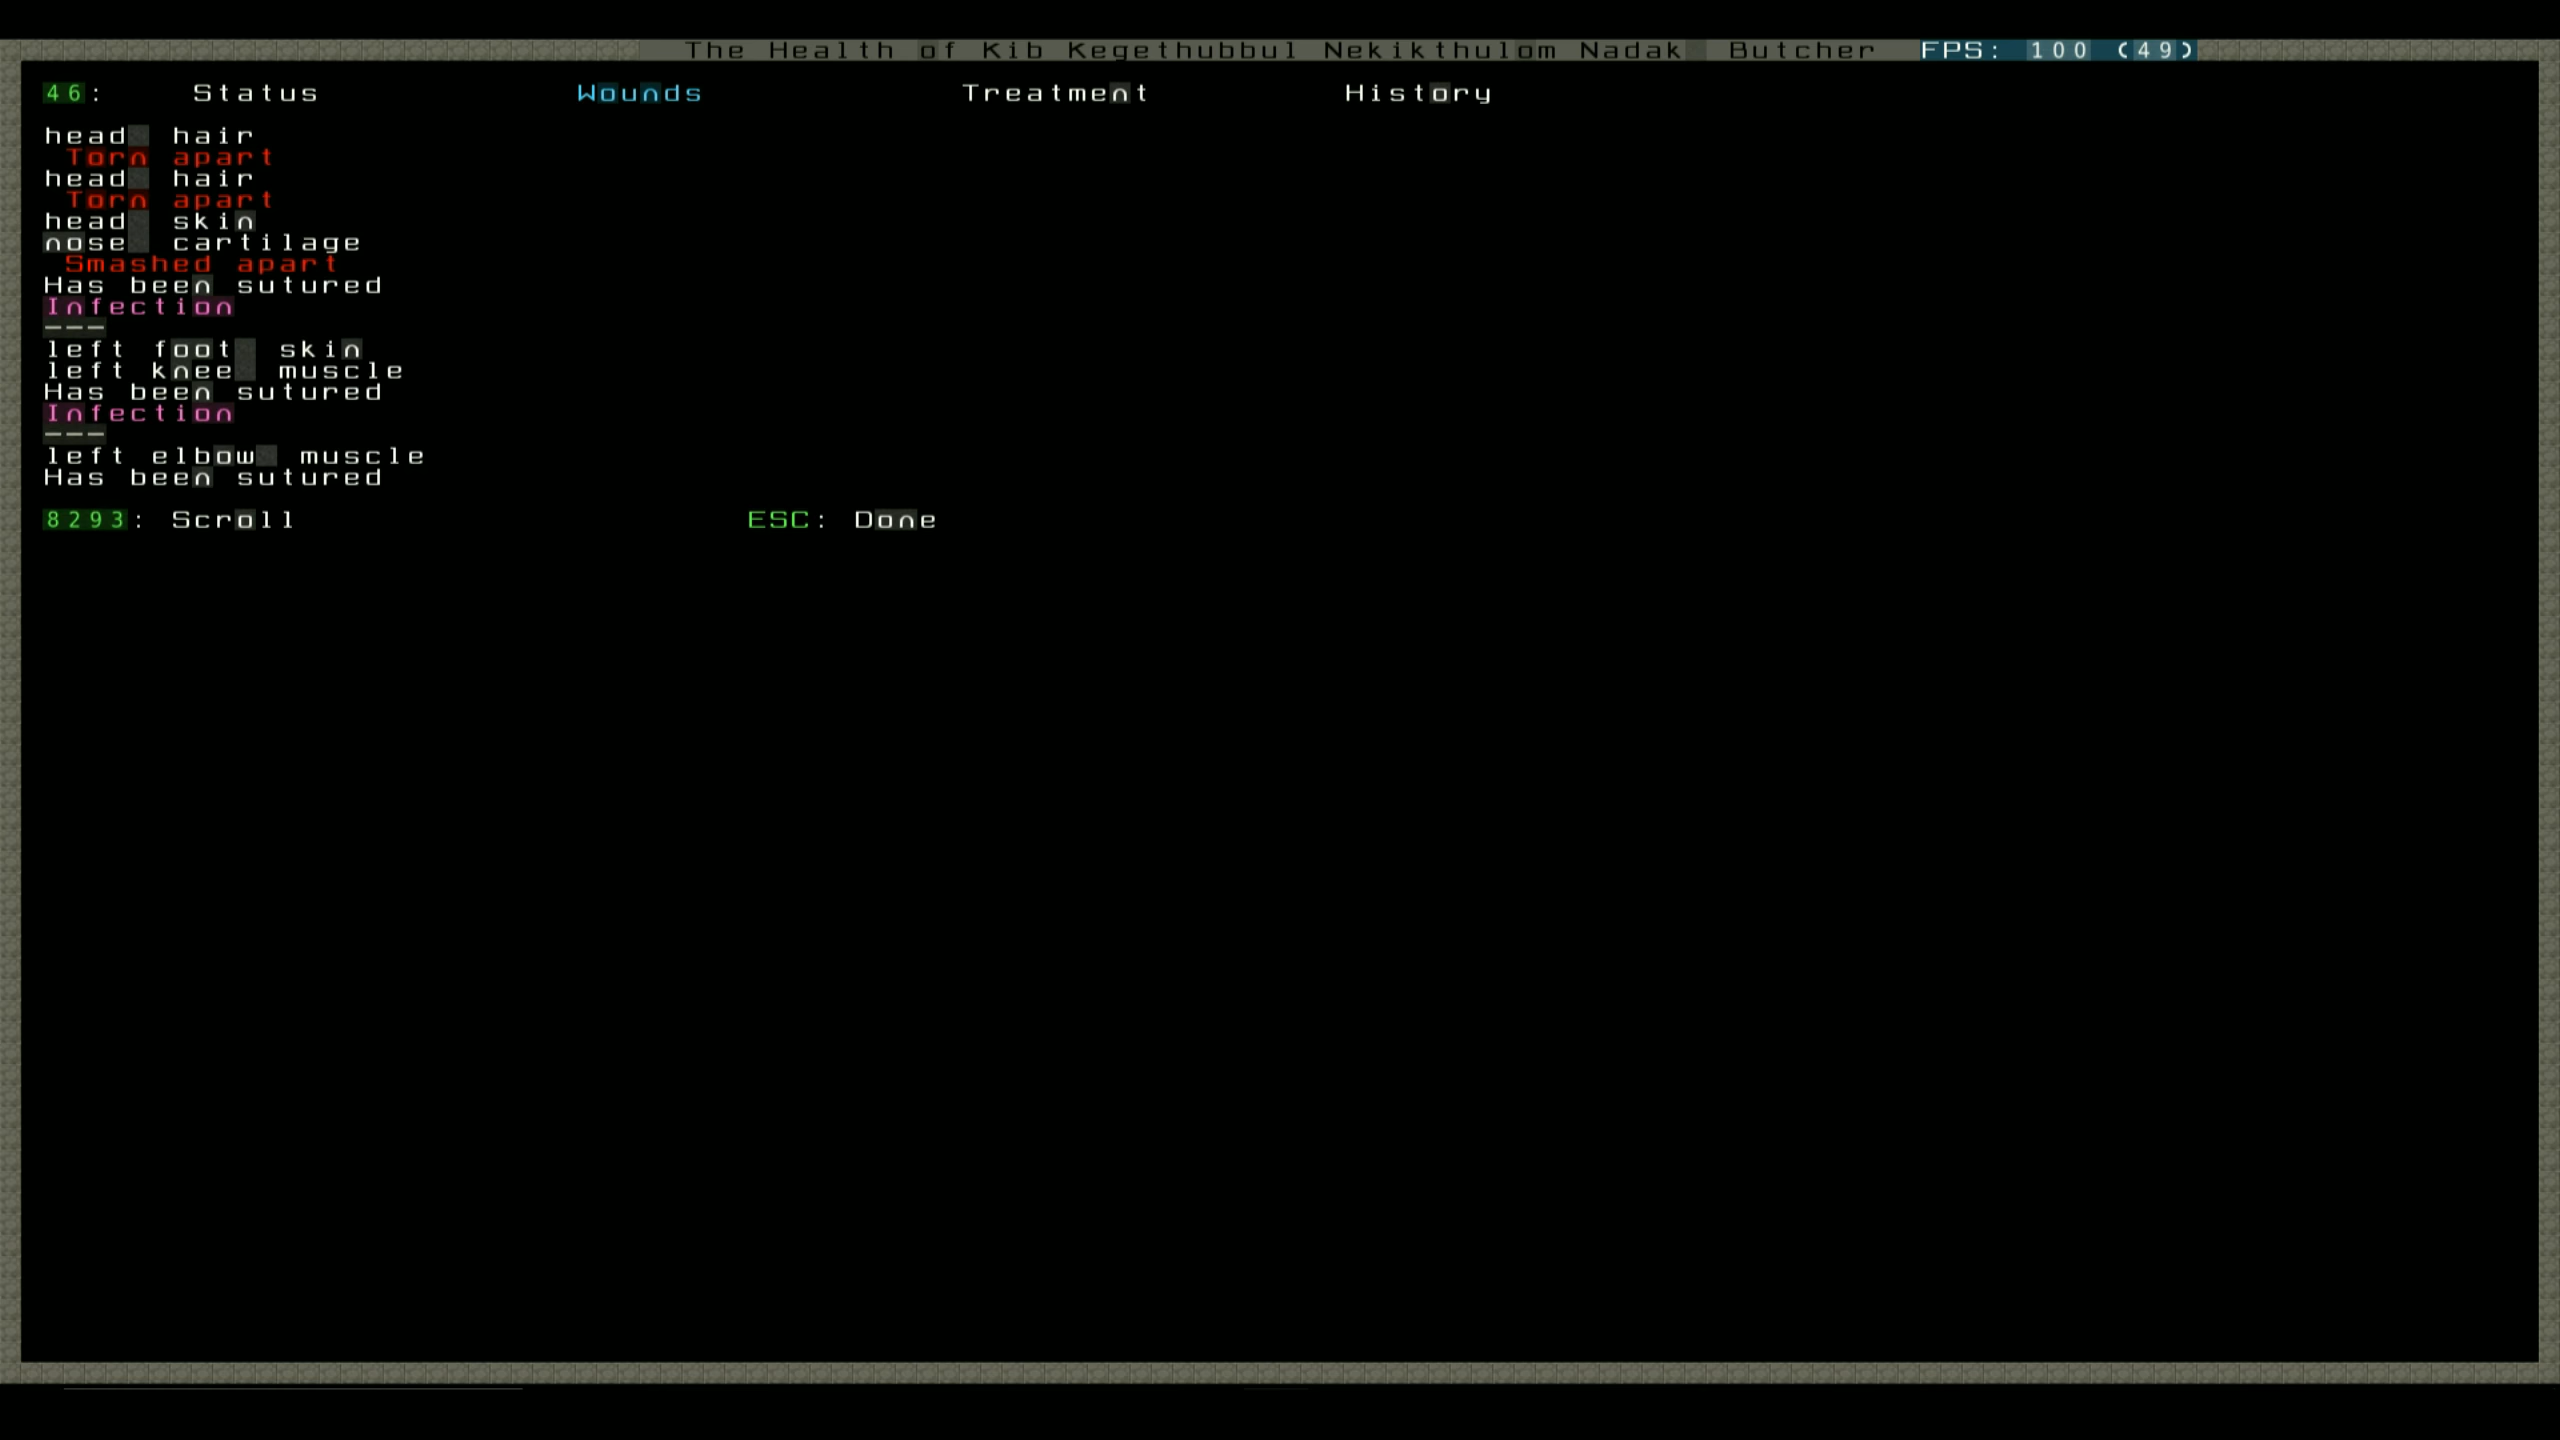 The Health of Kib Kegethubbul Nekikthulom Nadak Butcher FPS: 100 (49)
46: Status Wounds Treatment History
head hair
Torn apart
head hair
Torn apart
head skin
nose cartilage
Smashed apart
Has been sutured
Infection
---
left foot skin
left knee muscle
Has been sutured
Infection
---
left elbow muscle
Has been sutured
8293: Scroll ESC: Done